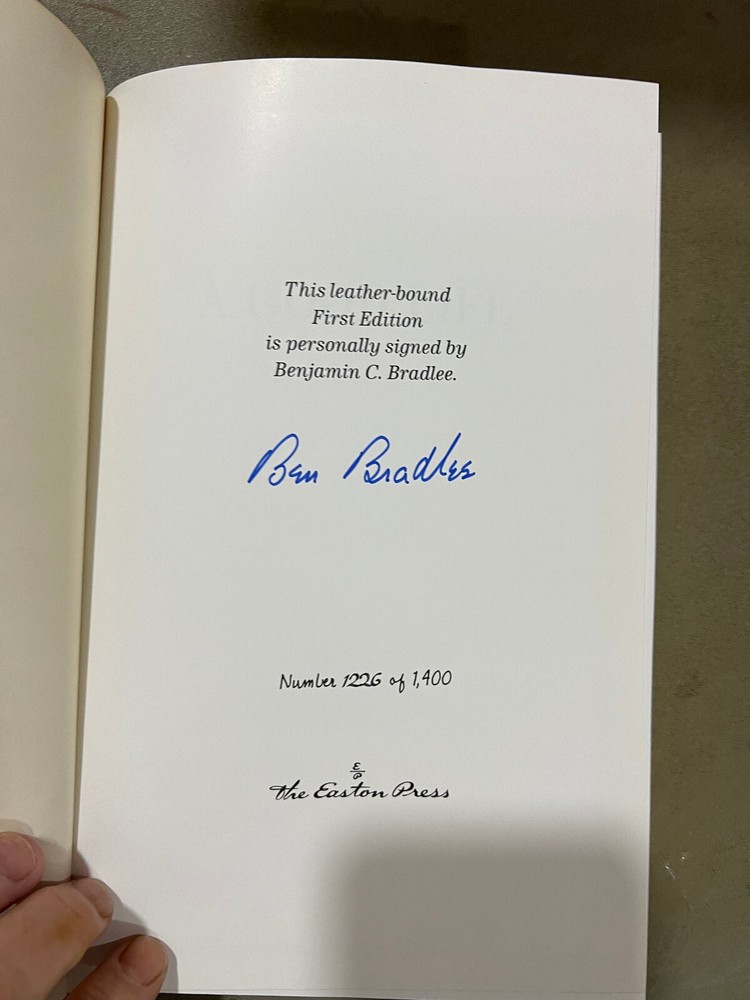 This leather-bound
First Edition
is personally signed by
Benjamin C. Bradlee.
Ben Bradlee
Number 1226 of 1,400
E
P
The Easton Press